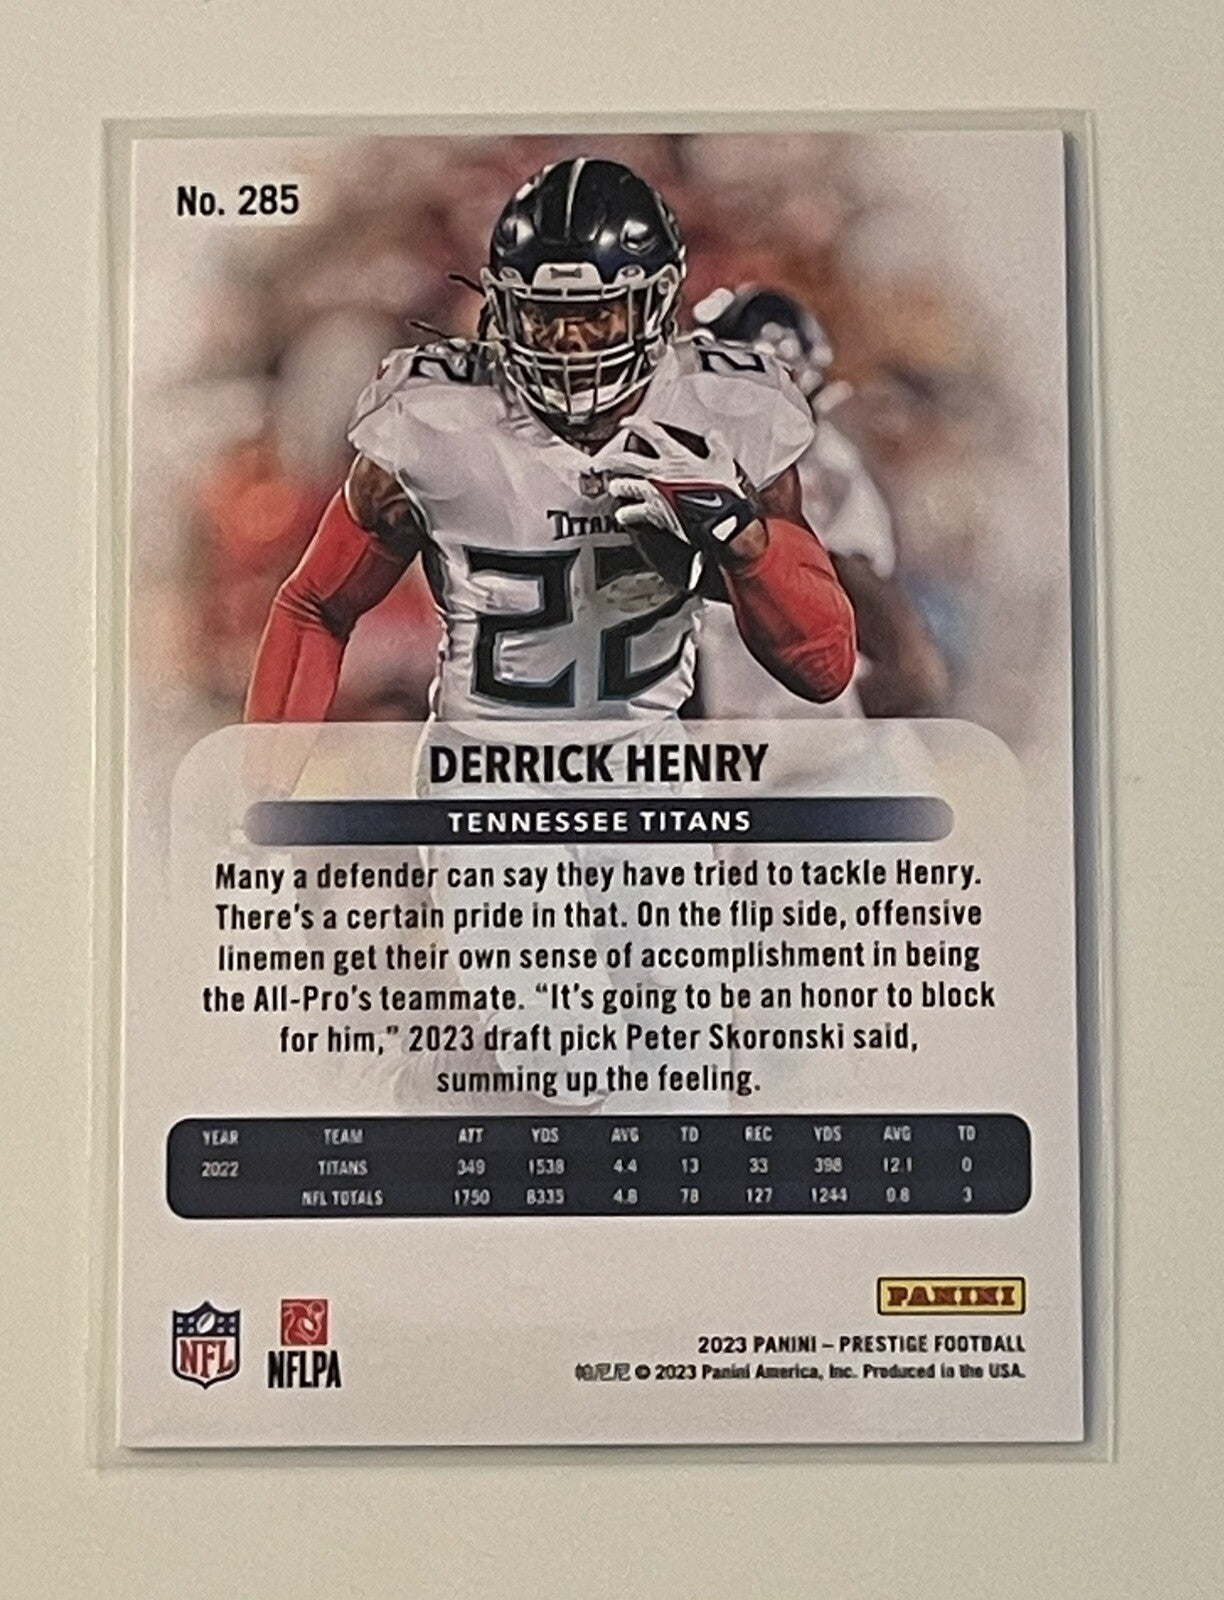 No. 285
2
2
TITAN
22
DERRICK HENRY
TENNESSEE TITANS
Many a defender can say they have tried to tackle Henry.
There's a certain pride in that. On the flip side, offensive
linemen get their own sense of accomplishment in being
the All-Pro's teammate. “It's going to be an honor to block
for him,” 2023 draft pick Peter Skoronski said,
summing up the feeling.
YEAR TEAM ATT YDS AVG TD REC YDS AVG TD
2022 TITANS 349 1538 4.4 13 33 398 12.1 0
NFL TOTALS 1750 8335 4.8 78 127 1244 9.8 3
PANINI
NFL
NFLPA
2023 PANINI – PRESTIGE FOOTBALL
帕尼尼 © 2023 Panini America, Inc. Produced in the USA.